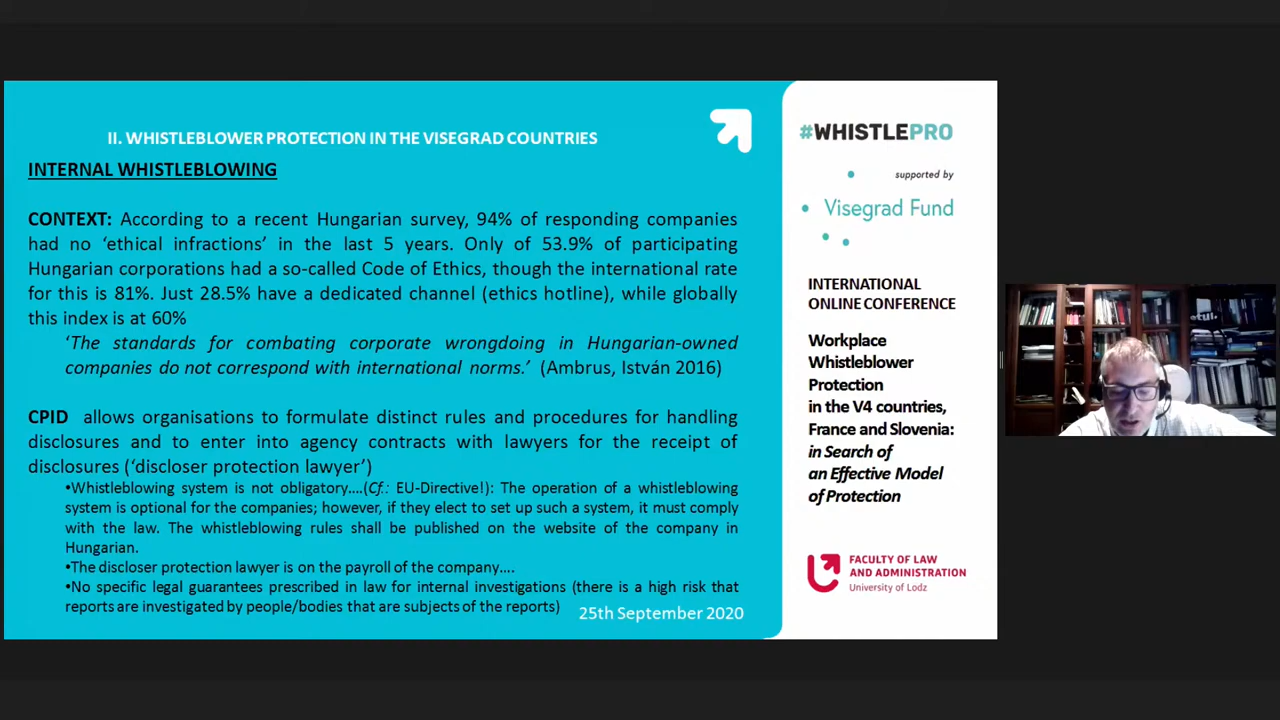 II. WHISTLEBLOWER PROTECTION IN THE VISEGRAD COUNTRIES
INTERNAL WHISTLEBLOWING
CONTEXT: According to a recent Hungarian survey, 94% of responding companies
had no ‘ethical infractions’ in the last 5 years. Only of 53.9% of participating
Hungarian corporations had a so-called Code of Ethics, though the international rate
for this is 81%. Just 28.5% have a dedicated channel (ethics hotline), while globally
this index is at 60%
‘The standards for combating corporate wrongdoing in Hungarian-owned
companies do not correspond with international norms.’ (Ambrus, István 2016)
CPID allows organisations to formulate distinct rules and procedures for handling
disclosures and to enter into agency contracts with lawyers for the receipt of
disclosures (‘discloser protection lawyer’)
•Whistleblowing system is not obligatory....(Cf.: EU-Directive!): The operation of a whistleblowing
system is optional for the companies; however, if they elect to set up such a system, it must comply
with the law. The whistleblowing rules shall be published on the website of the company in
Hungarian.
•The discloser protection lawyer is on the payroll of the company....
•No specific legal guarantees prescribed in law for internal investigations (there is a high risk that
reports are investigated by people/bodies that are subjects of the reports)
25th September 2020
#WHISTLEPRO
supported by
Visegrad Fund
INTERNATIONAL
ONLINE CONFERENCE
Workplace
Whistleblower
Protection
in the V4 countries,
France and Slovenia:
in Search of
an Effective Model
of Protection
FACULTY OF LAW
AND ADMINISTRATION
University of Lodz